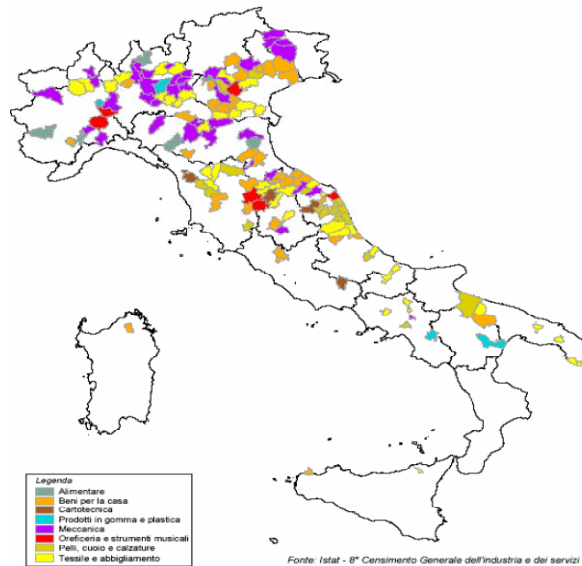 Legenda
Alimentare
Beni per la casa
Cartotecnica
Prodotti in gomma e plastica
Meccanica
Oreficeria e strumenti musicali
Pelli, cuoio e calzature
Tessile e abbigliamento
Fonte: Istat - 8° Censimento Generale dell'industria e dei servizi